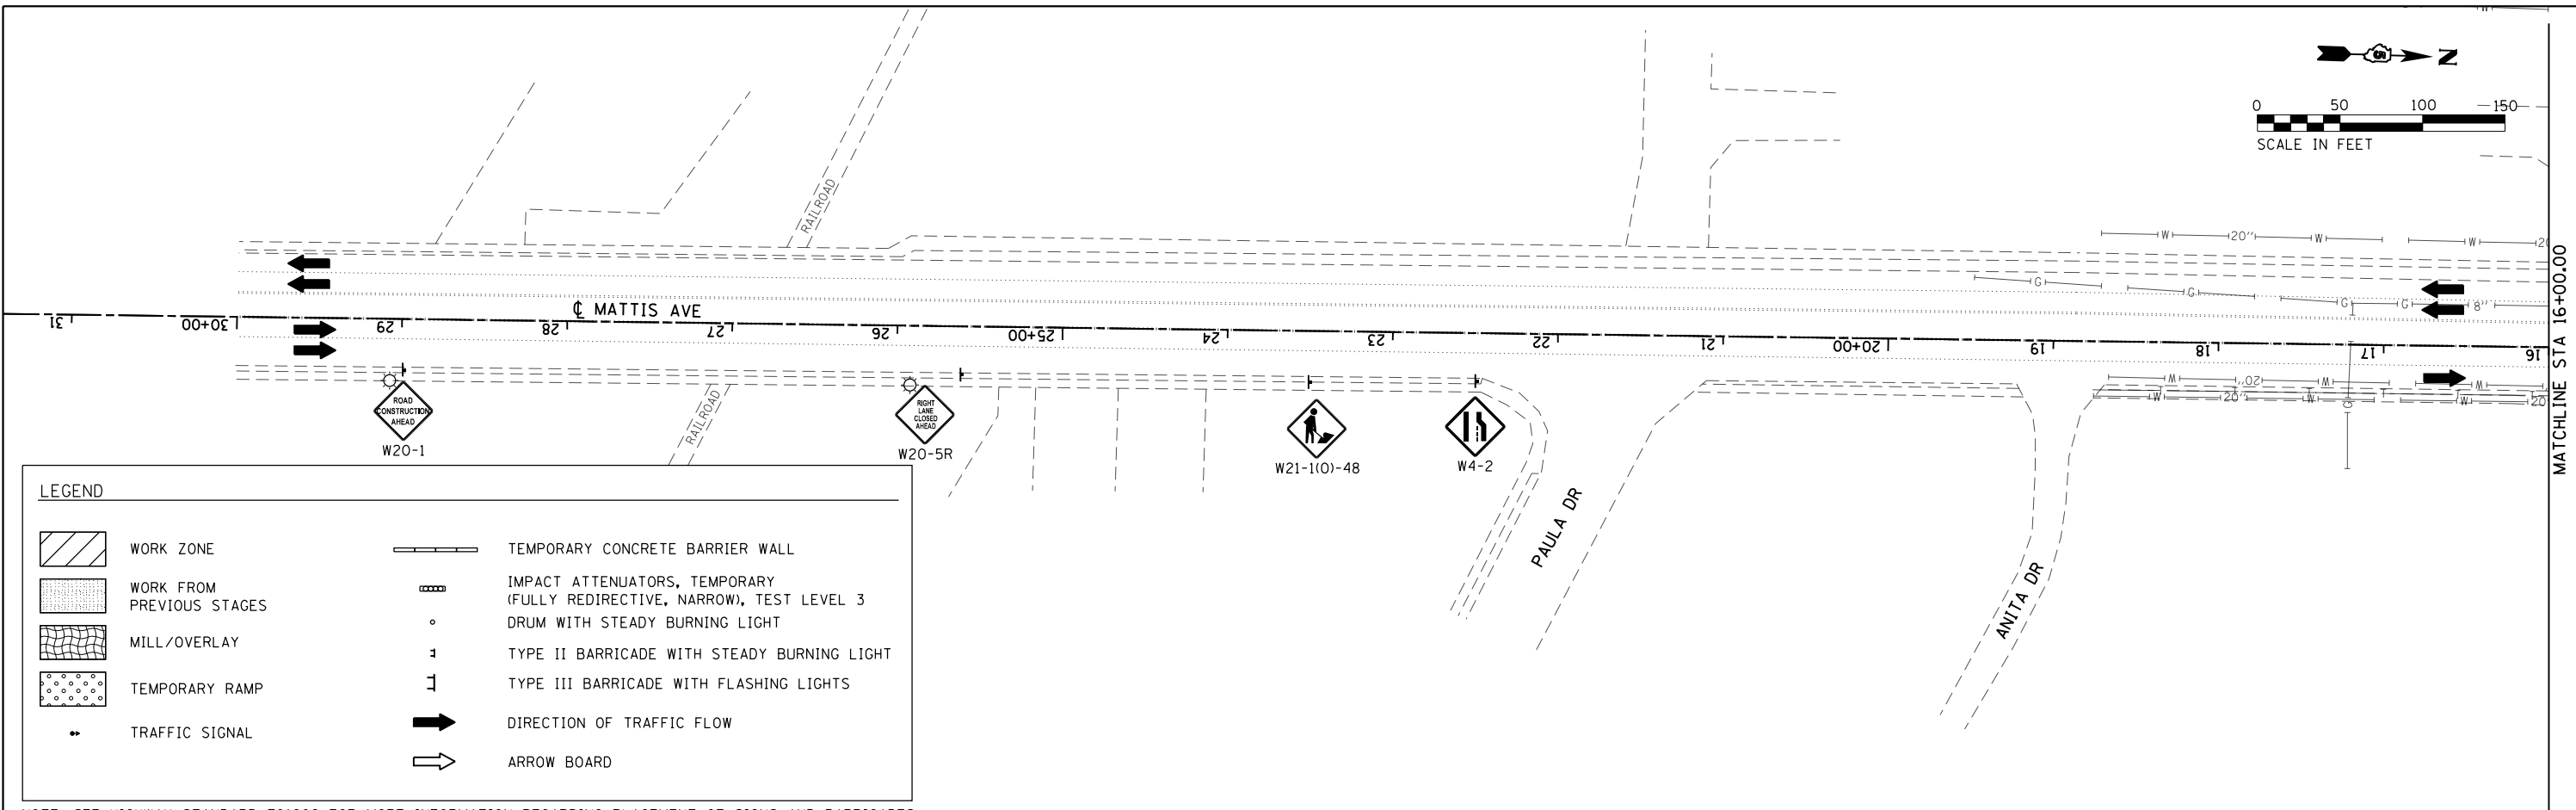 N
0 50 100 150
SCALE IN FEET
RAILROAD
W 20" W W 20
G G G G 8"
MATCHLINE STA 16+00.00
℄ MATTIS AVE
31 30+00 29 28 27 26 25+00 24 23 22 21 20+00 19 18 17 16
W 20" W W
W 20" W W 20
G
ROAD
CONSTRUCTION
AHEAD
W20-1
RAILROAD
RIGHT
LANE
CLOSED
AHEAD
W20-5R
W21-1(O)-48
W4-2
PAULA DR
ANITA DR
LEGEND
WORK ZONE
WORK FROM
PREVIOUS STAGES
MILL/OVERLAY
TEMPORARY RAMP
TRAFFIC SIGNAL
TEMPORARY CONCRETE BARRIER WALL
IMPACT ATTENUATORS, TEMPORARY
(FULLY REDIRECTIVE, NARROW), TEST LEVEL 3
DRUM WITH STEADY BURNING LIGHT
TYPE II BARRICADE WITH STEADY BURNING LIGHT
TYPE III BARRICADE WITH FLASHING LIGHTS
DIRECTION OF TRAFFIC FLOW
ARROW BOARD